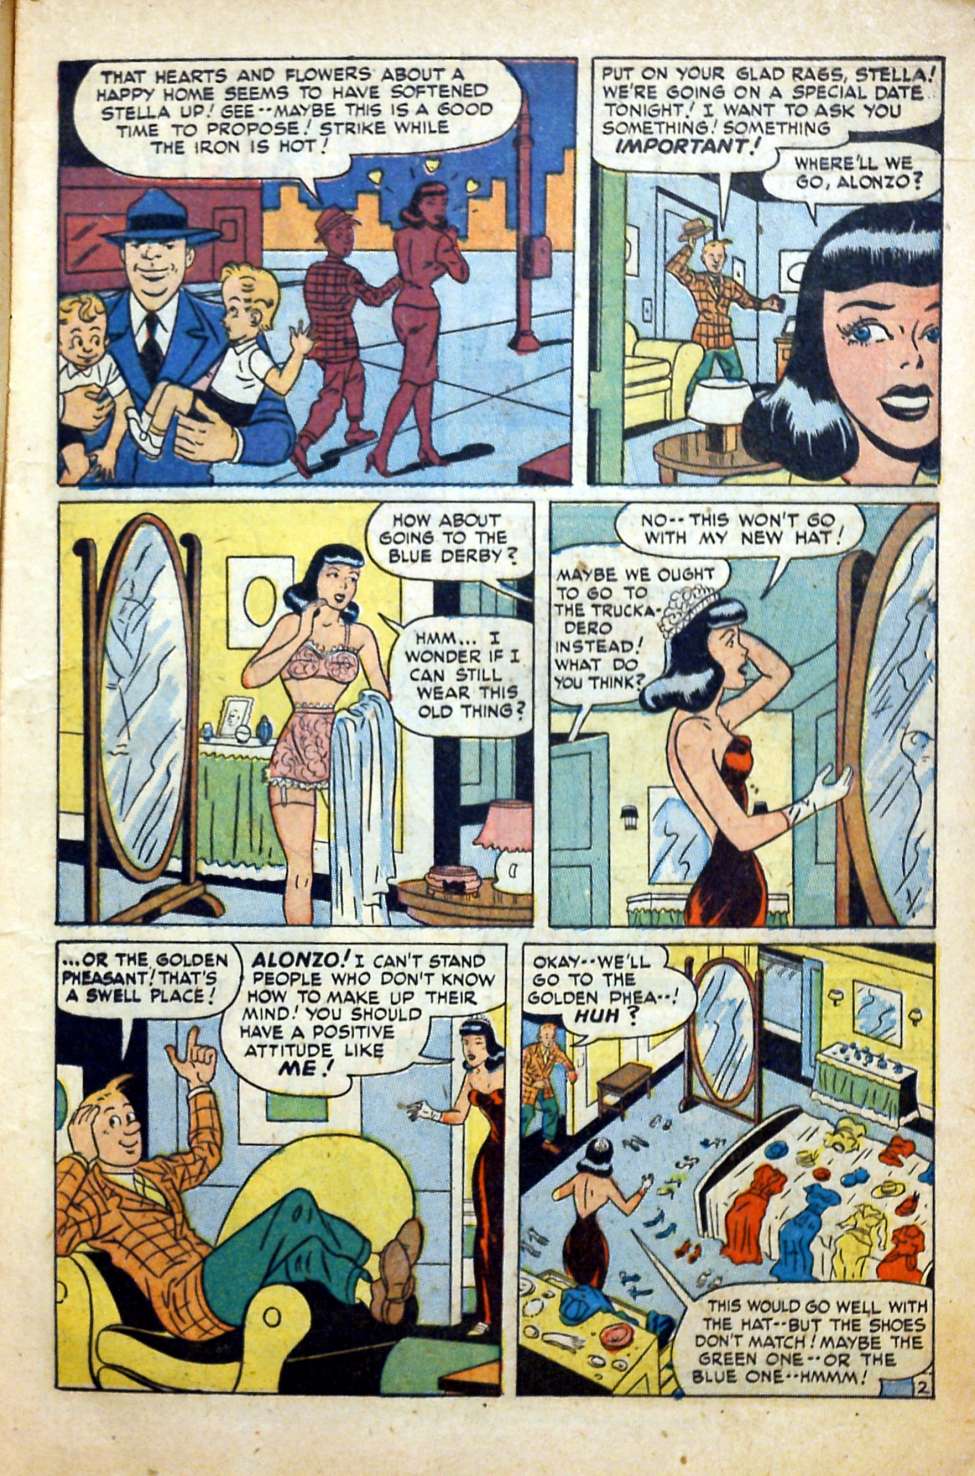 THAT HEARTS AND FLOWERS ABOUT A
HAPPY HOME SEEMS TO HAVE SOFTENED
STELLA UP! GEE--MAYBE THIS IS A GOOD
TIME TO PROPOSE! STRIKE WHILE
THE IRON IS HOT!
PUT ON YOUR GLAD RAGS, STELLA!
WE'RE GOING ON A SPECIAL DATE
TONIGHT! I WANT TO ASK YOU
SOMETHING! SOMETHING
IMPORTANT!
WHERE'LL WE
GO, ALONZO?
HOW ABOUT
GOING TO THE
BLUE DERBY?
HMM... I
WONDER IF I
CAN STILL
WEAR THIS
OLD THING?
NO--THIS WON'T GO
WITH MY NEW HAT!
MAYBE WE OUGHT
TO GO TO
THE TRUCKA-
DERO
INSTEAD!
WHAT DO
YOU THINK?
...OR THE GOLDEN
PHEASANT! THAT'S
A SWELL PLACE!
ALONZO! I CAN'T STAND
PEOPLE WHO DON'T KNOW
HOW TO MAKE UP THEIR
MIND! YOU SHOULD
HAVE A POSITIVE
ATTITUDE LIKE
ME!
OKAY--WE'LL
GO TO THE
GOLDEN PHEA--!
HUH?
THIS WOULD GO WELL WITH
THE HAT--BUT THE SHOES
DON'T MATCH! MAYBE THE
GREEN ONE--OR THE
BLUE ONE--HMMM!
2